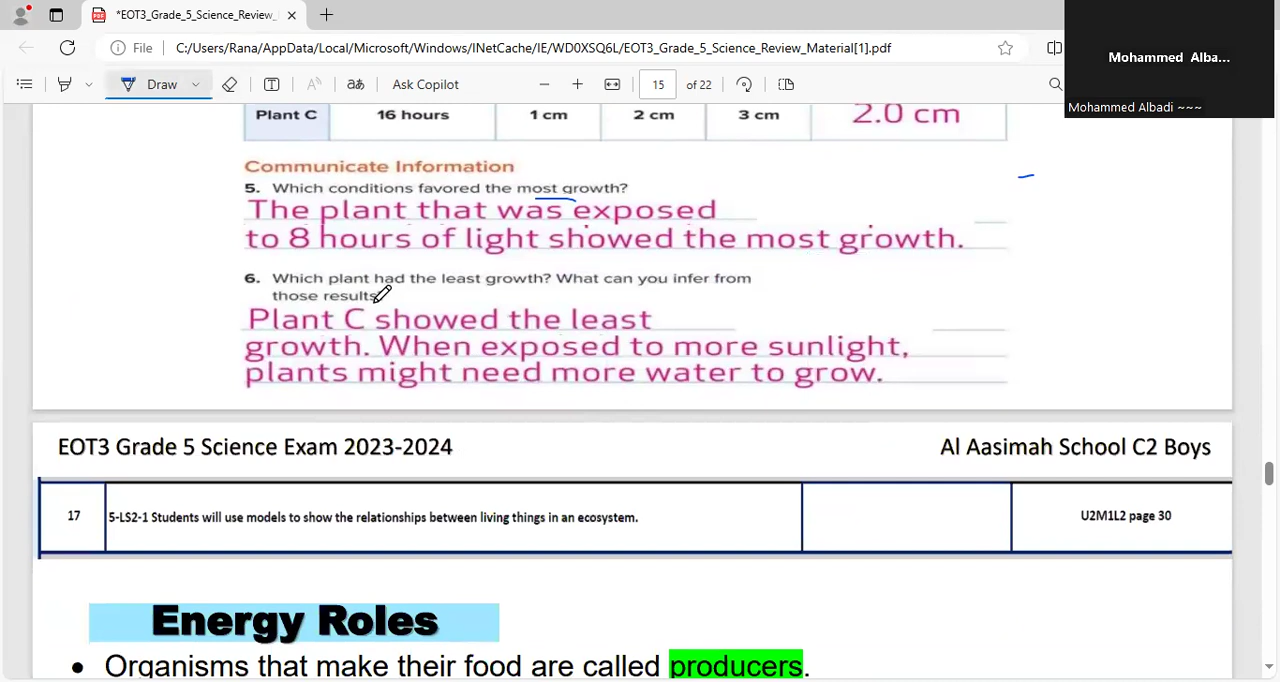 *EOT3_Grade_5_Science_Review_
File
C:/Users/Rana/AppData/Local/Microsoft/Windows/INetCache/IE/WD0XSQ6L/EOT3_Grade_5_Science_Review_Material[1].pdf
Mohammed Alba...
Mohammed Albadi ~~~
Draw
aあ
Ask Copilot
15 of 22
Plant C 16 hours 1 cm 2 cm 3 cm 2.0 cm
Communicate Information
5. Which conditions favored the most growth?
The plant that was exposed
to 8 hours of light showed the most growth.
6. Which plant had the least growth? What can you infer from
those results
Plant C showed the least
growth. When exposed to more sunlight,
plants might need more water to grow.
EOT3 Grade 5 Science Exam 2023-2024 Al Aasimah School C2 Boys
17 5-LS2-1 Students will use models to show the relationships between living things in an ecosystem. U2M1L2 page 30
Energy Roles
• Organisms that make their food are called producers.